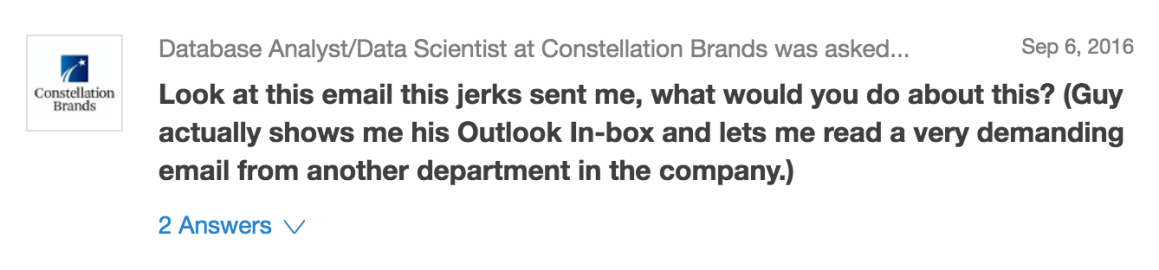 Constellation
Brands
Database Analyst/Data Scientist at Constellation Brands was asked...
Sep 6, 2016
Look at this email this jerks sent me, what would you do about this? (Guy
actually shows me his Outlook In-box and lets me read a very demanding
email from another department in the company.)
2 Answers